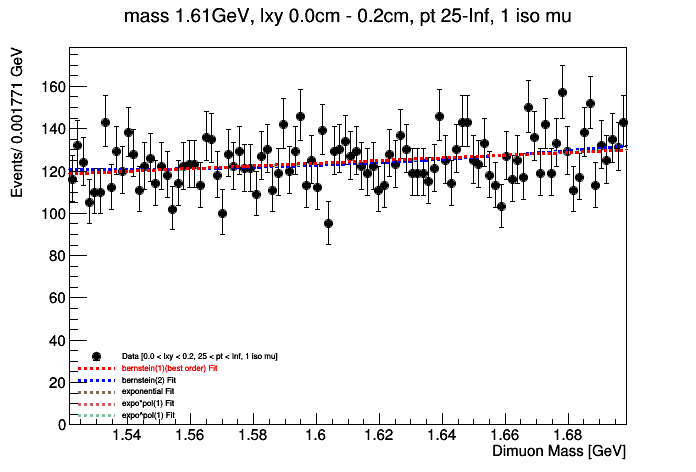 mass 1.61GeV, lxy 0.0cm - 0.2cm, pt 25-Inf, 1 iso mu
Events/ 0.001771 GeV
160
140
120
100
80
60
40
20
0
Data [0.0 < lxy < 0.2, 25 < pt < Inf, 1 iso mu]
bernstein(1)(best order) Fit
bernstein(2) Fit
exponential Fit
expo*pol(1) Fit
expo^pol(1) Fit
1.54 1.56 1.58 1.6 1.62 1.64 1.66 1.68
Dimuon Mass [GeV]